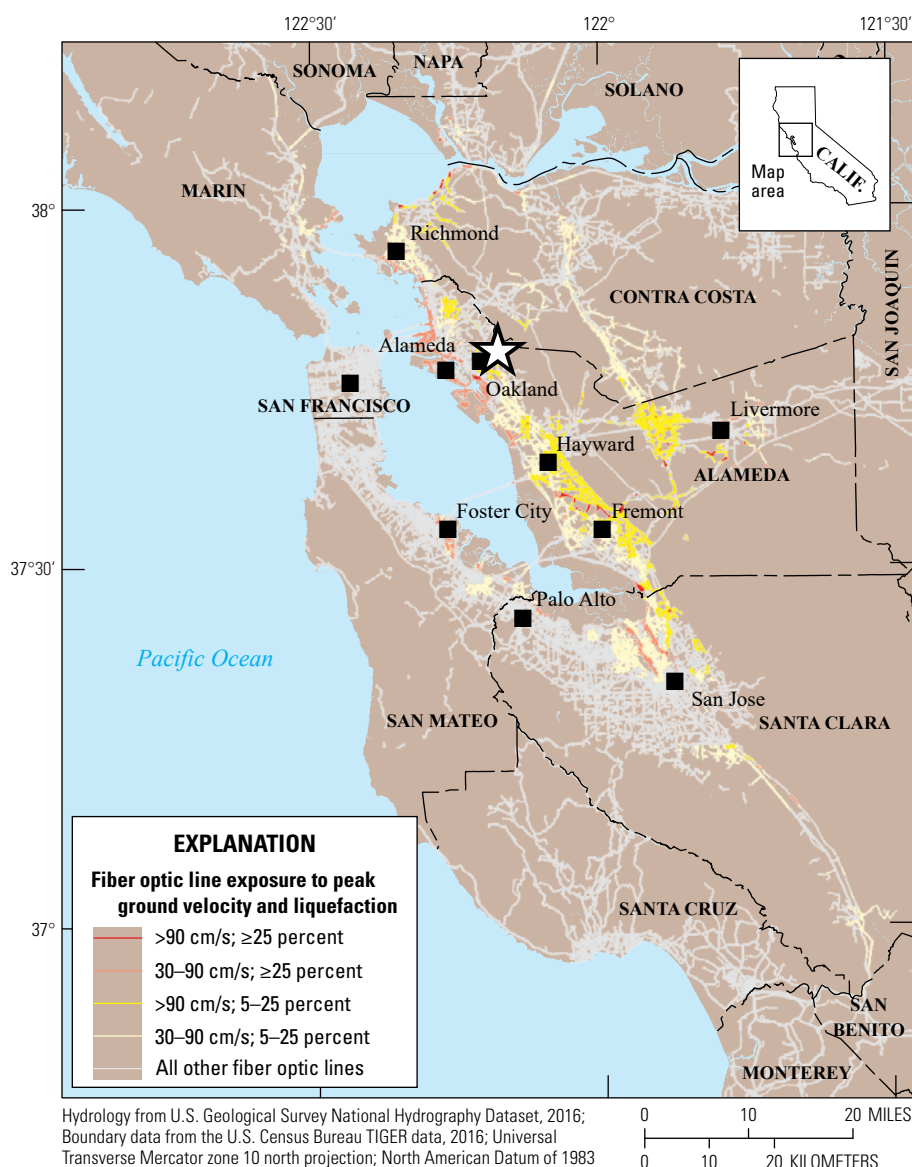 122°30'
122°
121°30'
NAPA
SONOMA
SOLANO
MARIN
Map
area
CALIF.
38°
Richmond
CONTRA COSTA
SAN JOAQUIN
Alameda
Oakland
SAN FRANCISCO
Livermore
Hayward
ALAMEDA
Foster City
Fremont
37°30'
Palo Alto
Pacific Ocean
San Jose
SAN MATEO
SANTA CLARA
EXPLANATION
Fiber optic line exposure to peak
ground velocity and liquefaction
>90 cm/s; ≥25 percent
30–90 cm/s; ≥25 percent
>90 cm/s; 5–25 percent
30–90 cm/s; 5–25 percent
All other fiber optic lines
SANTA CRUZ
37°
SAN
BENITO
MONTEREY
122°30'
122°
121°30'
Hydrology from U.S. Geological Survey National Hydrography Dataset, 2016;
Boundary data from the U.S. Census Bureau TIGER data, 2016; Universal
Transverse Mercator zone 10 north projection; North American Datum of 1983
0 10 20 MILES
0 10 20 KILOMETERS